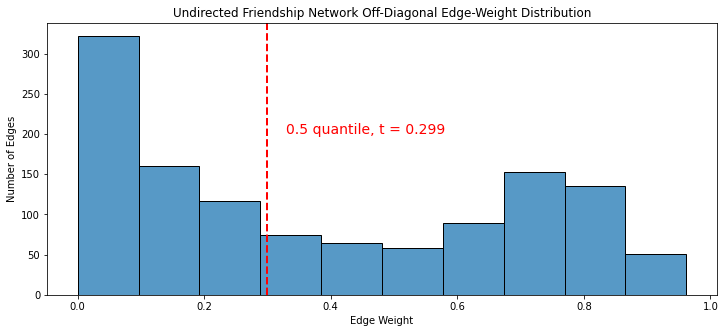 Undirected Friendship Network Off-Diagonal Edge-Weight Distribution
300
250
200
150
100
50
0
Number of Edges
0.5 quantile, t = 0.299
0.0 0.2 0.4 0.6 0.8 1.0
Edge Weight